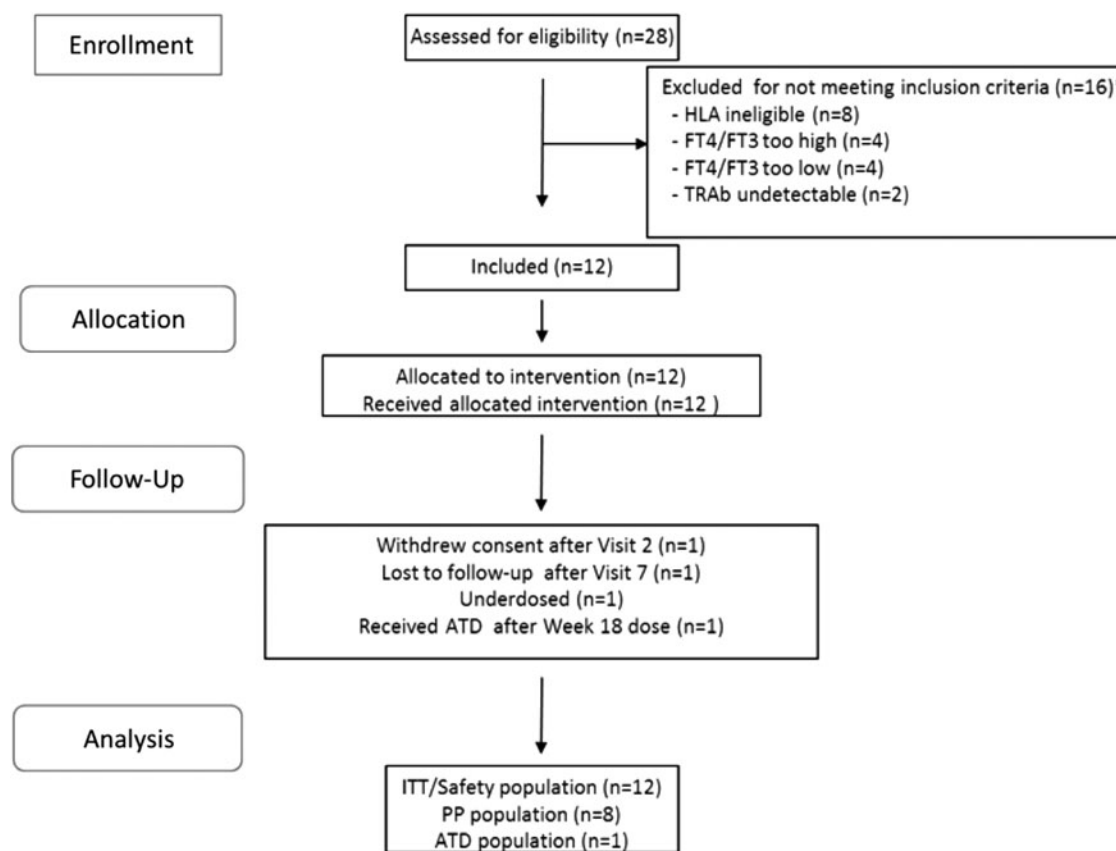 Enrollment
Assessed for eligibility (n=28)
Excluded for not meeting inclusion criteria (n=16)*
- HLA ineligible (n=8)
- FT4/FT3 too high (n=4)
- FT4/FT3 too low (n=4)
- TRAb undetectable (n=2)
Included (n=12)
Allocation
Allocated to intervention (n=12)
Received allocated intervention (n=12 )
Follow-Up
Withdrew consent after Visit 2 (n=1)
Lost to follow-up after Visit 7 (n=1)
Underdosed (n=1)
Received ATD after Week 18 dose (n=1)
Analysis
ITT/Safety population (n=12)
PP population (n=8)
ATD population (n=1)